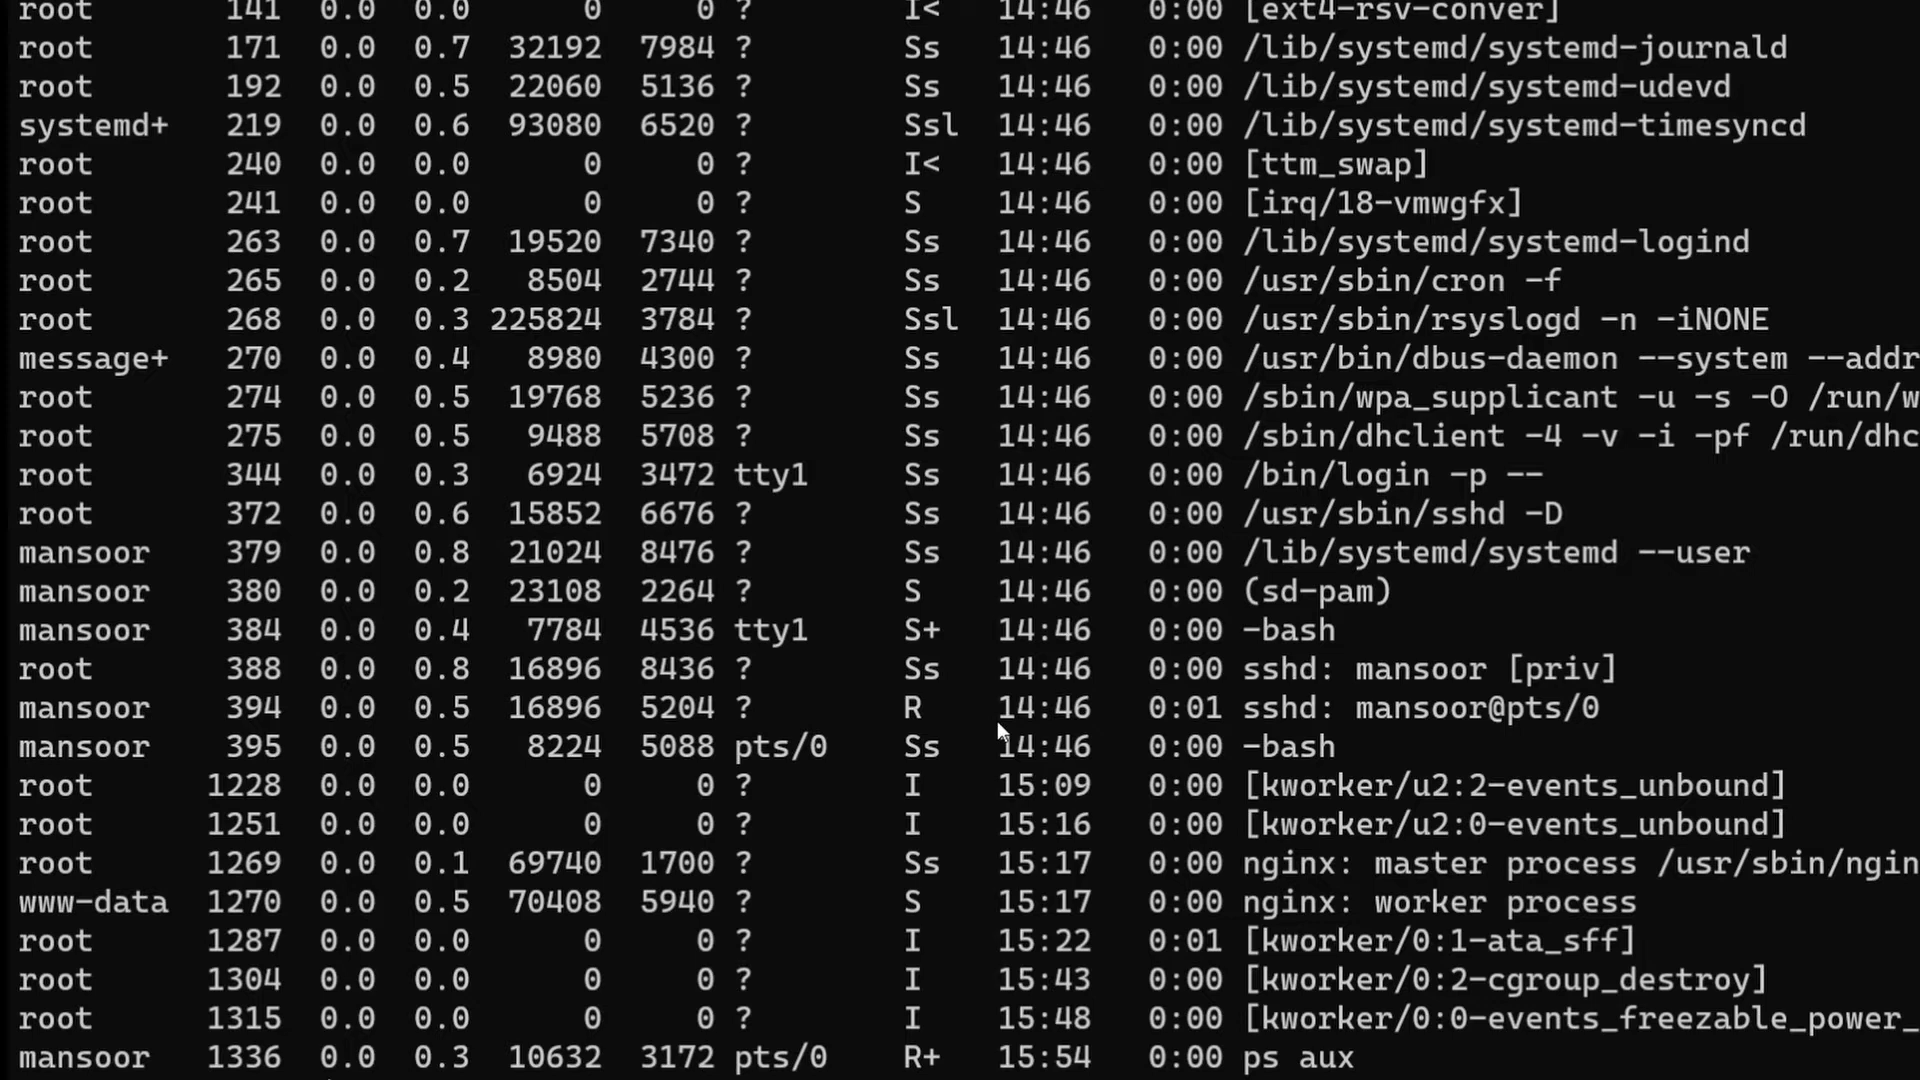 root 141 0.0 0.0 0 0 ? I< 14:46 0:00 [ext4-rsv-conver]
root 171 0.0 0.7 32192 7984 ? Ss 14:46 0:00 /lib/systemd/systemd-journald
root 192 0.0 0.5 22060 5136 ? Ss 14:46 0:00 /lib/systemd/systemd-udevd
systemd+ 219 0.0 0.6 93080 6520 ? Ssl 14:46 0:00 /lib/systemd/systemd-timesyncd
root 240 0.0 0.0 0 0 ? I< 14:46 0:00 [ttm_swap]
root 241 0.0 0.0 0 0 ? S 14:46 0:00 [irq/18-vmwgfx]
root 263 0.0 0.7 19520 7340 ? Ss 14:46 0:00 /lib/systemd/systemd-logind
root 265 0.0 0.2 8504 2744 ? Ss 14:46 0:00 /usr/sbin/cron -f
root 268 0.0 0.3 225824 3784 ? Ssl 14:46 0:00 /usr/sbin/rsyslogd -n -iNONE
message+ 270 0.0 0.4 8980 4300 ? Ss 14:46 0:00 /usr/bin/dbus-daemon --system --addr
root 274 0.0 0.5 19768 5236 ? Ss 14:46 0:00 /sbin/wpa_supplicant -u -s -O /run/w
root 275 0.0 0.5 9488 5708 ? Ss 14:46 0:00 /sbin/dhclient -4 -v -i -pf /run/dhc
root 344 0.0 0.3 6924 3472 tty1 Ss 14:46 0:00 /bin/login -p --
root 372 0.0 0.6 15852 6676 ? Ss 14:46 0:00 /usr/sbin/sshd -D
mansoor 379 0.0 0.8 21024 8476 ? Ss 14:46 0:00 /lib/systemd/systemd --user
mansoor 380 0.0 0.2 23108 2264 ? S 14:46 0:00 (sd-pam)
mansoor 384 0.0 0.4 7784 4536 tty1 S+ 14:46 0:00 -bash
root 388 0.0 0.8 16896 8436 ? Ss 14:46 0:00 sshd: mansoor [priv]
mansoor 394 0.0 0.5 16896 5204 ? R 14:46 0:01 sshd: mansoor@pts/0
mansoor 395 0.0 0.5 8224 5088 pts/0 Ss 14:46 0:00 -bash
root 1228 0.0 0.0 0 0 ? I 15:09 0:00 [kworker/u2:2-events_unbound]
root 1251 0.0 0.0 0 0 ? I 15:16 0:00 [kworker/u2:0-events_unbound]
root 1269 0.0 0.1 69740 1700 ? Ss 15:17 0:00 nginx: master process /usr/sbin/ngin
www-data 1270 0.0 0.5 70408 5940 ? S 15:17 0:00 nginx: worker process
root 1287 0.0 0.0 0 0 ? I 15:22 0:01 [kworker/0:1-ata_sff]
root 1304 0.0 0.0 0 0 ? I 15:43 0:00 [kworker/0:2-cgroup_destroy]
root 1315 0.0 0.0 0 0 ? I 15:48 0:00 [kworker/0:0-events_freezable_power_
mansoor 1336 0.0 0.3 10632 3172 pts/0 R+ 15:54 0:00 ps aux